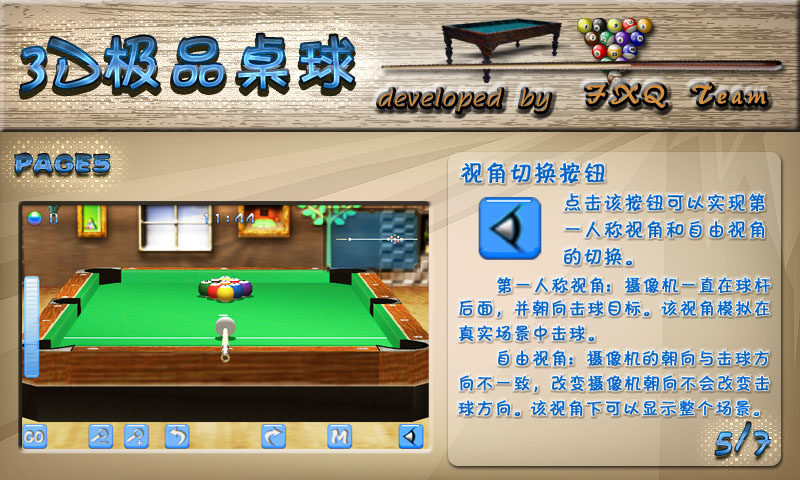 3D极品桌球
developed by FXQ Team
PAGE5
11:44
GO
M
视角切换按钮
点击该按钮可以实现第
一人称视角和自由视角
的切换。
第一人称视角：摄像机一直在球杆
后面，并朝向击球目标。该视角模拟在
真实场景中击球。
自由视角：摄像机的朝向与击球方
向不一致，改变摄像机朝向不会改变击
球方向。该视角下可以显示整个场景。
5/7